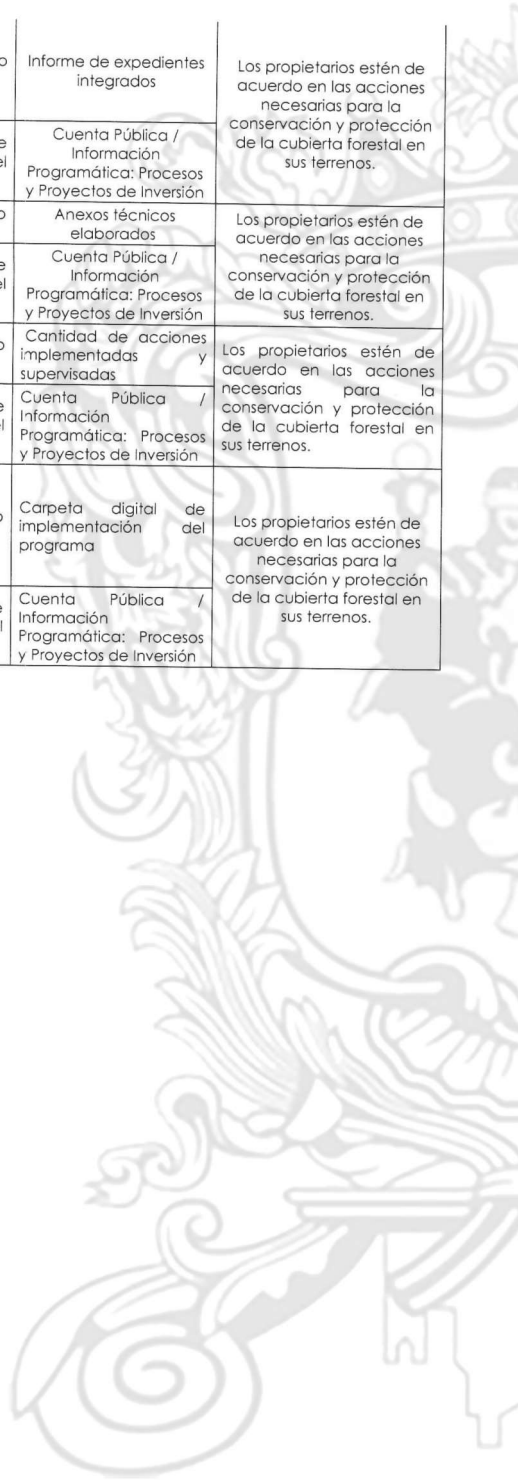 o
Informe de expedientes
integrados
Los propietarios estén de
acuerdo en las acciones
necesarias para la
conservación y protección
de la cubierta forestal en
sus terrenos.
e
el
Cuenta Pública /
Información
Programática: Procesos
y Proyectos de Inversión
o
Anexos técnicos
elaborados
Los propietarios estén de
acuerdo en las acciones
necesarias para la
conservación y protección
de la cubierta forestal en
sus terrenos.
e
el
Cuenta Pública /
Información
Programática: Procesos
y Proyectos de Inversión
o
Cantidad de acciones
implementadas y
supervisadas
Los propietarios estén de
acuerdo en las acciones
necesarias para la
conservación y protección
de la cubierta forestal en
sus terrenos.
e
el
Cuenta Pública /
Información
Programática: Procesos
y Proyectos de Inversión
o
Carpeta digital de
implementación del
programa
Los propietarios estén de
acuerdo en las acciones
necesarias para la
conservación y protección
de la cubierta forestal en
sus terrenos.
e
l
Cuenta Pública /
Información
Programática: Procesos
y Proyectos de Inversión